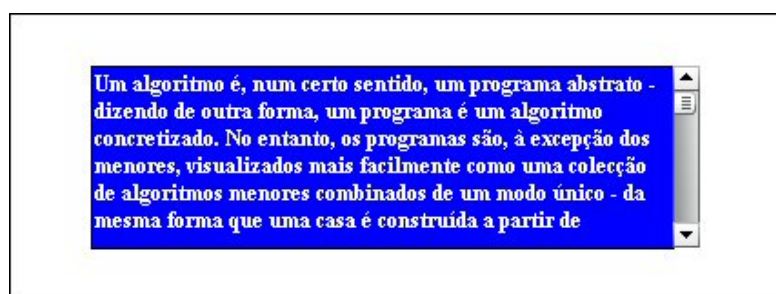 Um algoritmo é, num certo sentido, um programa abstrato -
dizendo de outra forma, um programa é um algoritmo
concretizado. No entanto, os programas são, à excepção dos
menores, visualizados mais facilmente como uma colecção
de algoritmos menores combinados de um modo único - da
mesma forma que uma casa é construída a partir de